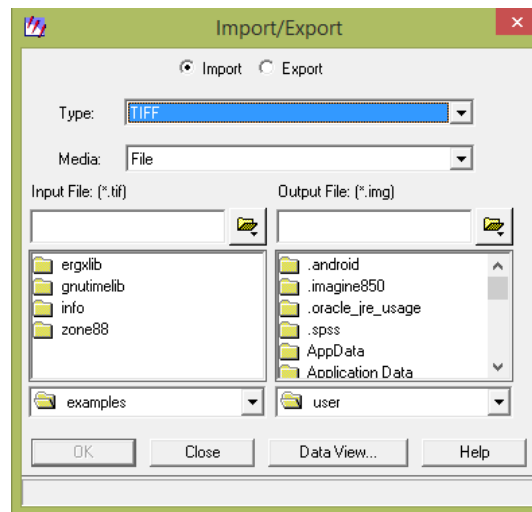 Import/Export
Import Export
Type: TIFF
Media: File
Input File: (*.tif) Output File: (*.img)
ergxlib .android
gnutimelib .imagine850
info .oracle_jre_usage
zone88 .spss
AppData
Application Data
examples user
OK Close Data View... Help